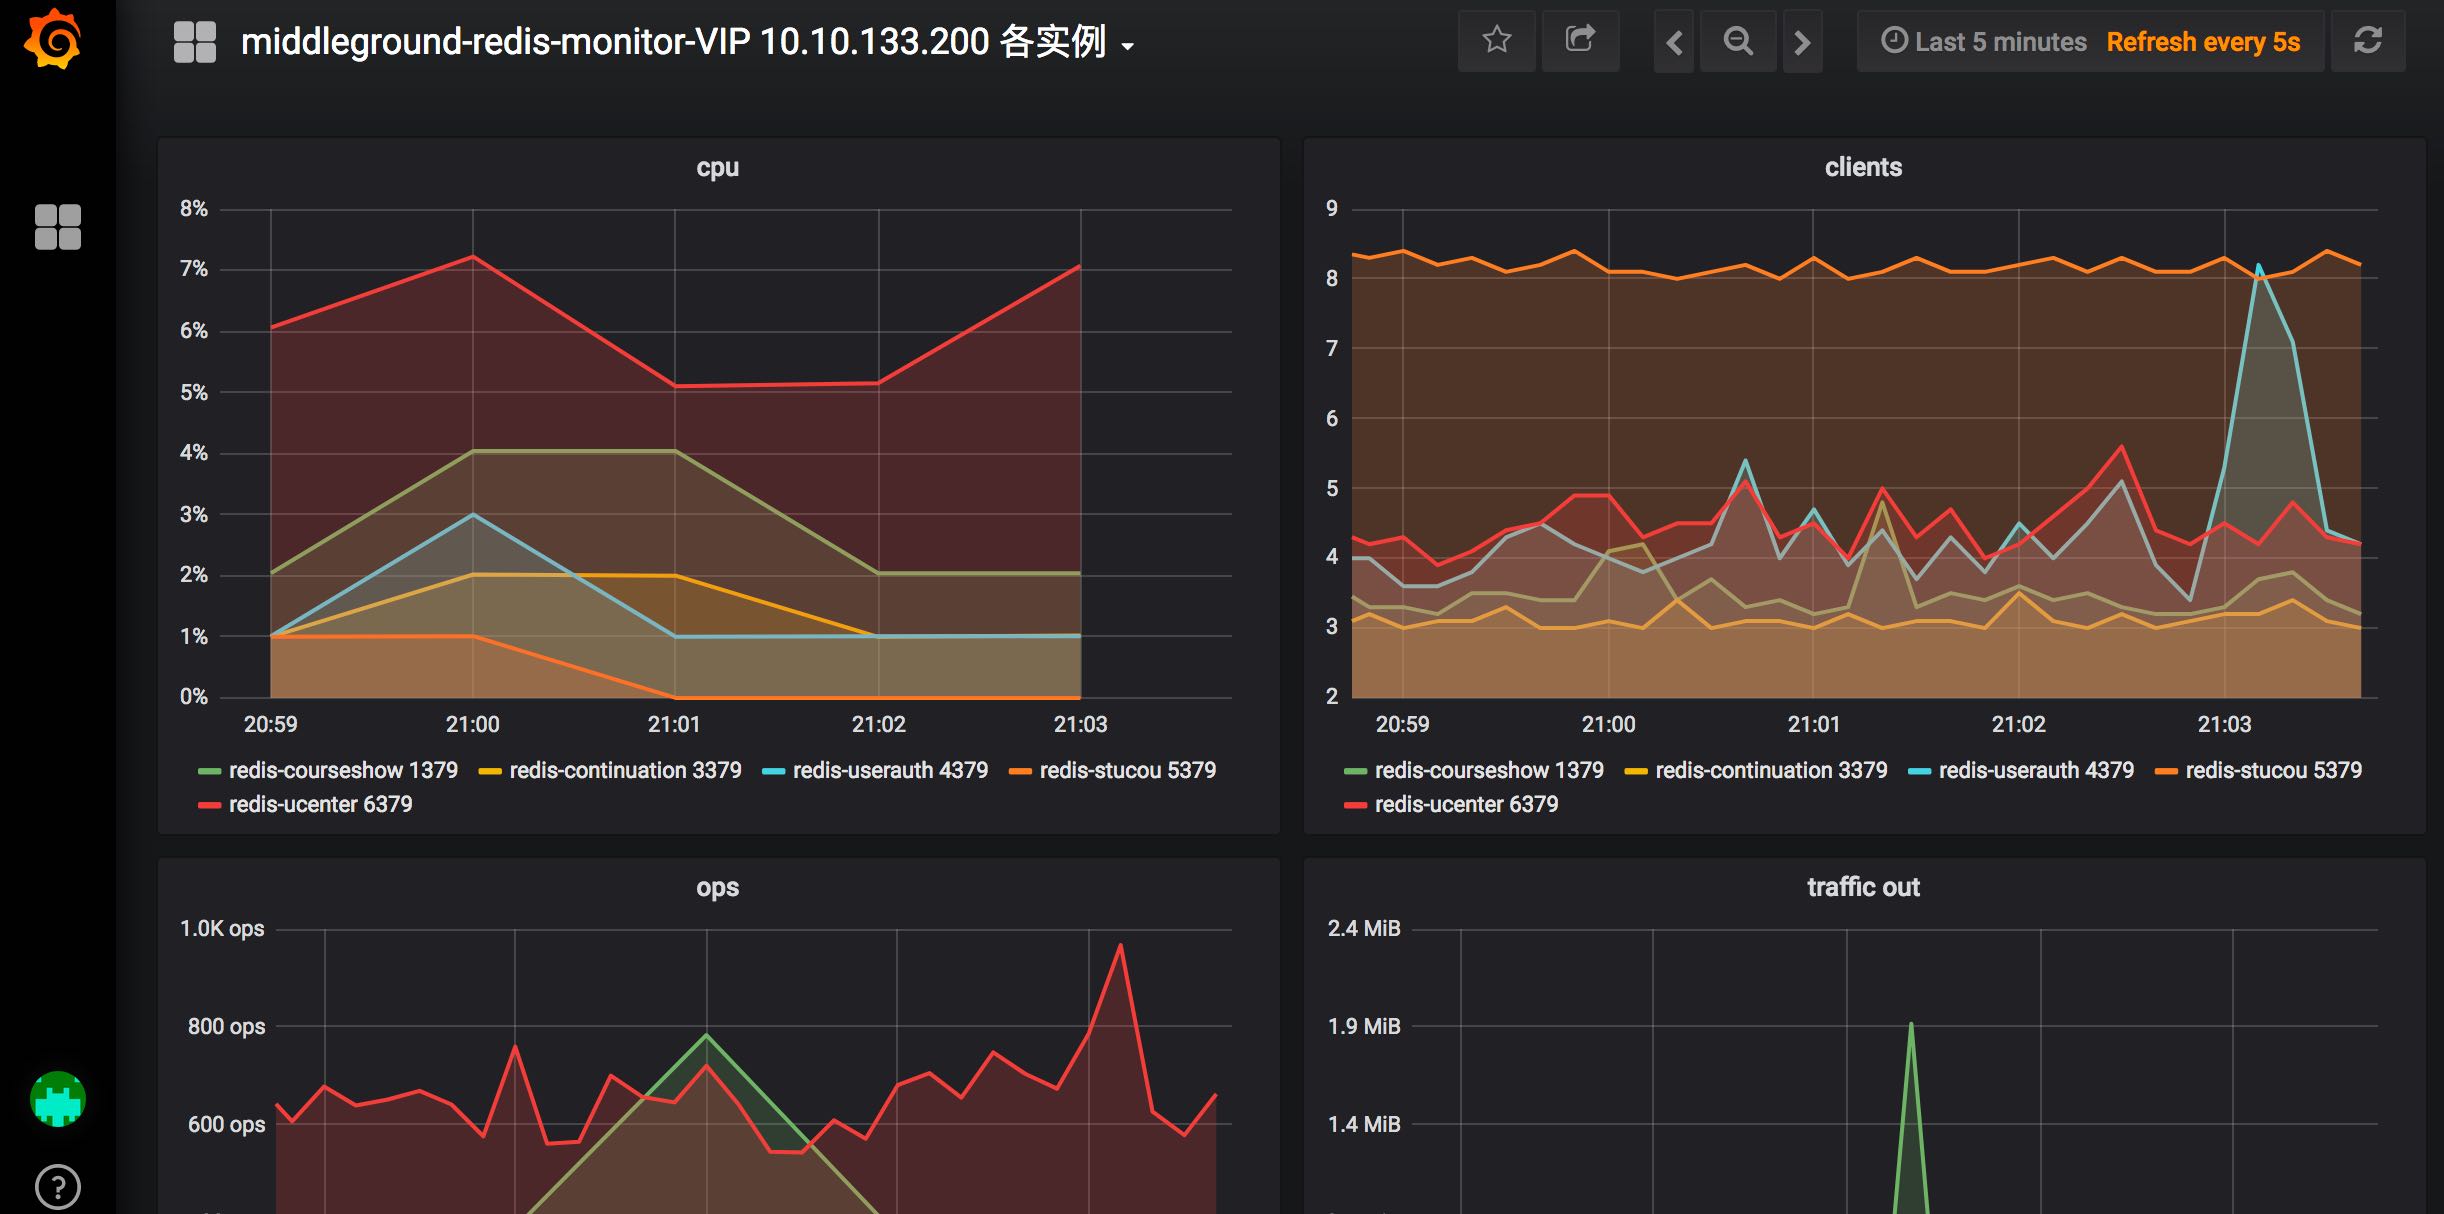 middleground-redis-monitor-VIP 10.10.133.200 各实例
Last 5 minutes Refresh every 5s
cpu
8%
7%
6%
5%
4%
3%
2%
1%
0%
20:59 21:00 21:01 21:02 21:03
redis-courseshow 1379 redis-continuation 3379 redis-userauth 4379 redis-stucou 5379
redis-ucenter 6379
clients
9
8
7
6
5
4
3
2
20:59 21:00 21:01 21:02 21:03
redis-courseshow 1379 redis-continuation 3379 redis-userauth 4379 redis-stucou 5379
redis-ucenter 6379
ops
1.0K ops
800 ops
600 ops
traffic out
2.4 MiB
1.9 MiB
1.4 MiB
?